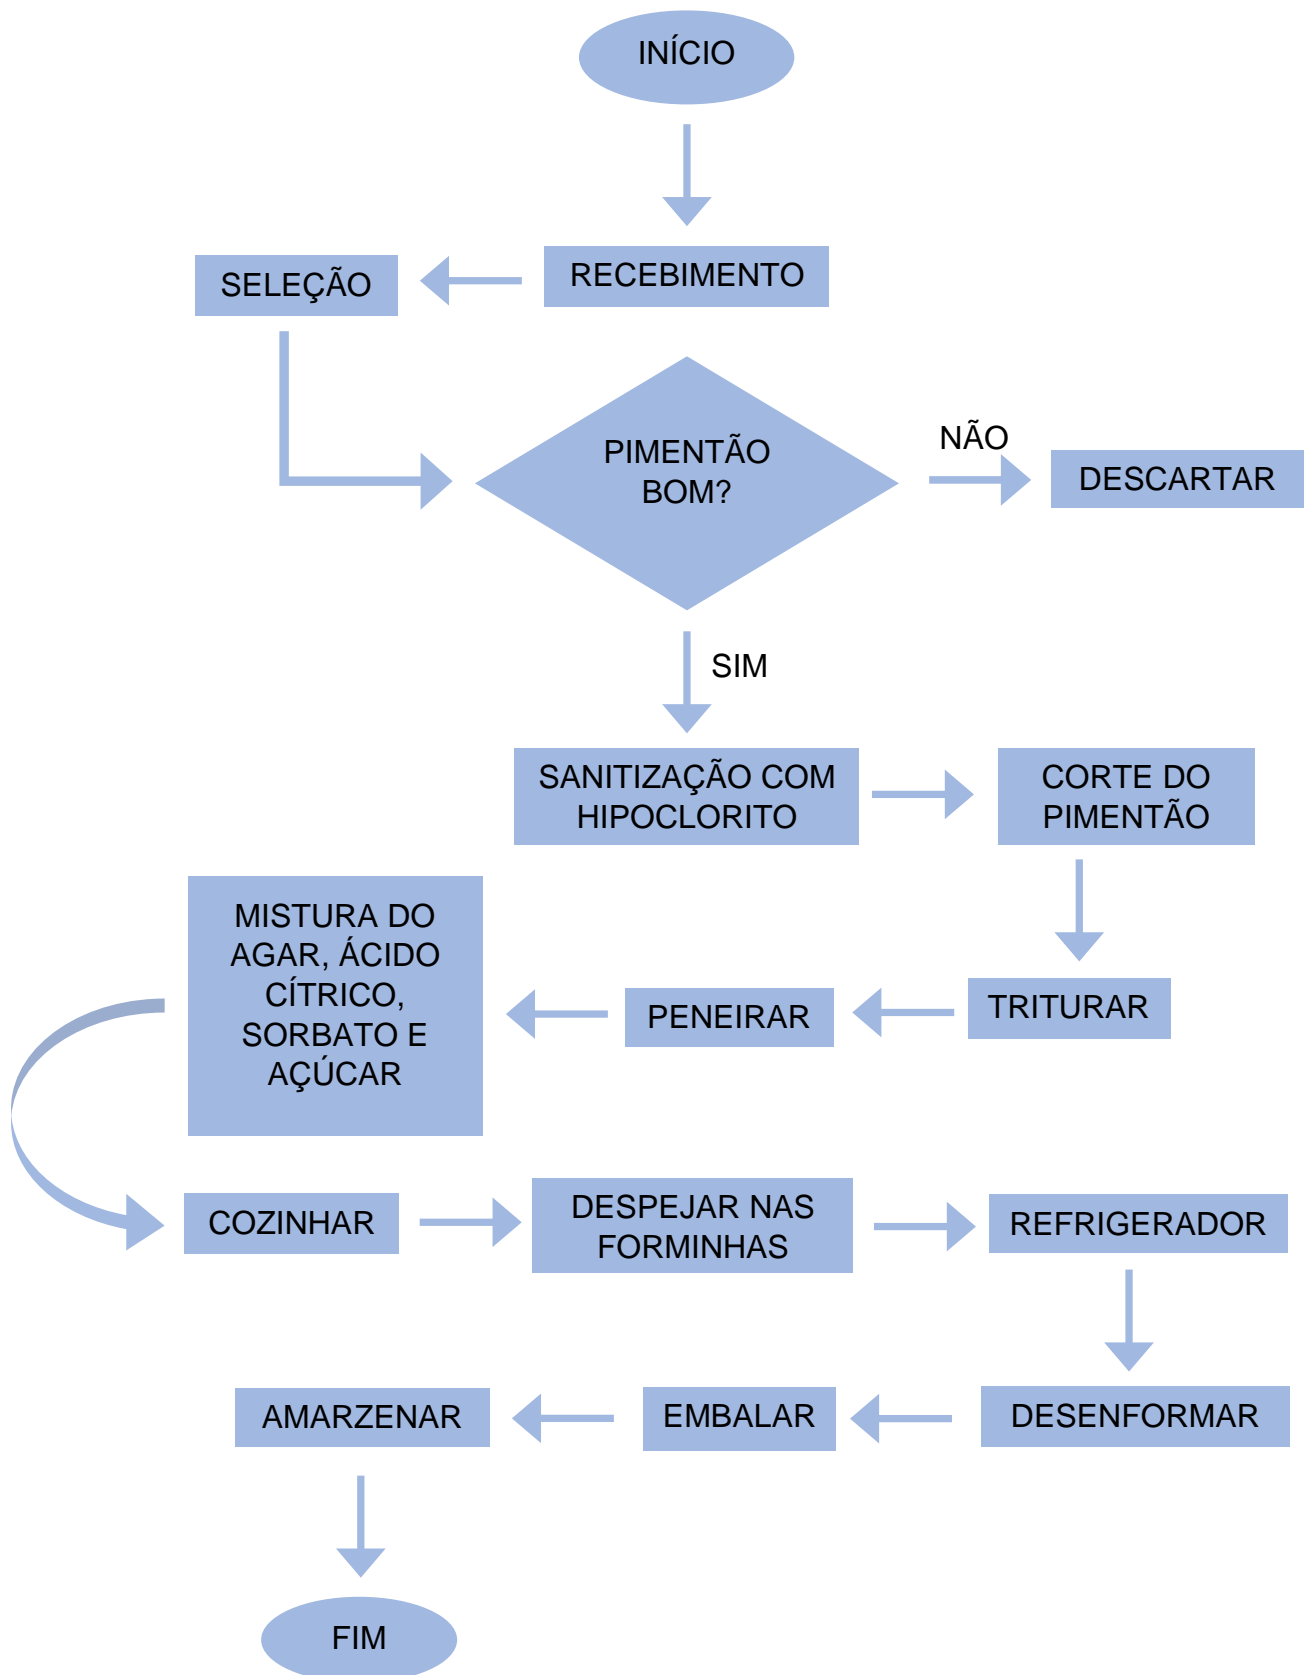 INÍCIO
RECEBIMENTO
SELEÇÃO
PIMENTÃO
BOM?
NÃO
DESCARTAR
SIM
SANITIZAÇÃO COM
HIPOCLORITO
CORTE DO
PIMENTÃO
TRITURAR
PENEIRAR
MISTURA DO
AGAR, ÁCIDO
CÍTRICO,
SORBATO E
AÇÚCAR
COZINHAR
DESPEJAR NAS
FORMINHAS
REFRIGERADOR
DESENFORMAR
EMBALAR
AMARZENAR
FIM